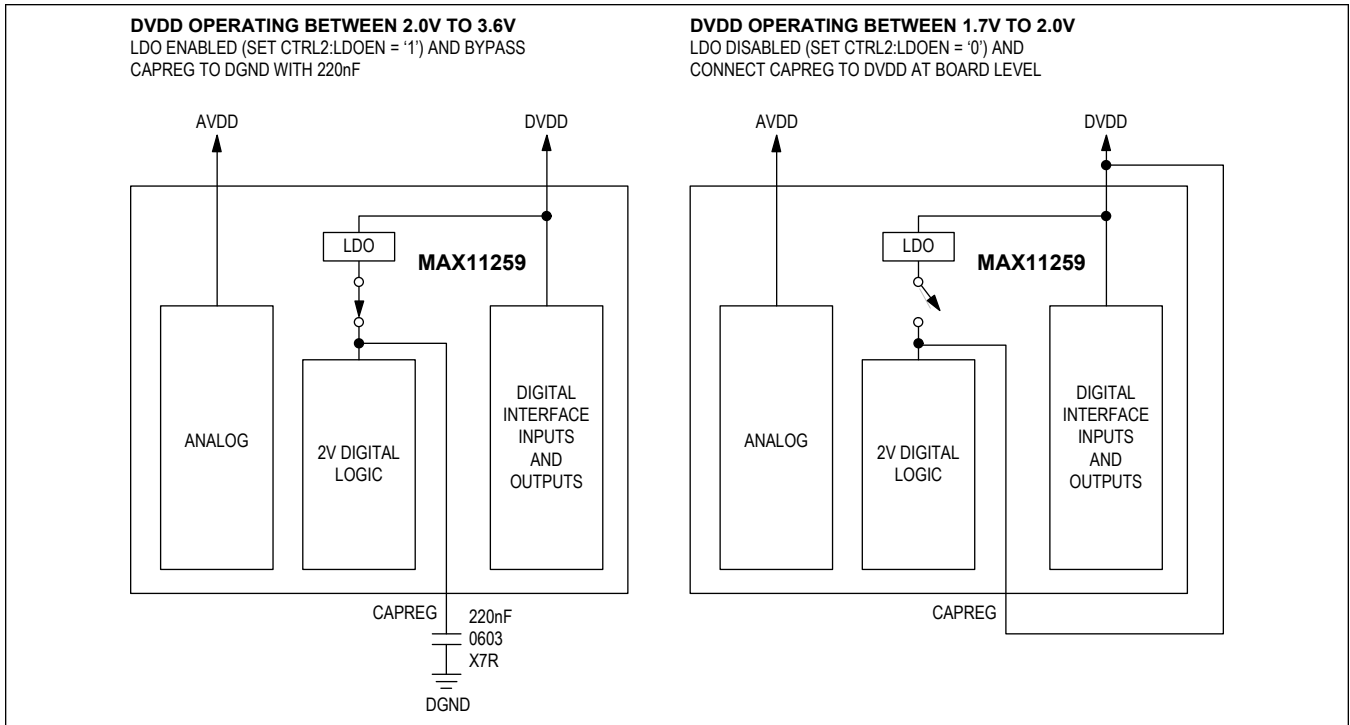 DVDD OPERATING BETWEEN 2.0V TO 3.6V
LDO ENABLED (SET CTRL2:LDOEN = ‘1’) AND BYPASS
CAPREG TO DGND WITH 220nF
AVDD
DVDD
LDO
MAX11259
ANALOG
2V DIGITAL
LOGIC
DIGITAL
INTERFACE
INPUTS
AND
OUTPUTS
CAPREG
220nF
0603
X7R
DGND
DVDD OPERATING BETWEEN 1.7V TO 2.0V
LDO DISABLED (SET CTRL2:LDOEN = ‘0’) AND
CONNECT CAPREG TO DVDD AT BOARD LEVEL
AVDD
DVDD
LDO
MAX11259
ANALOG
2V DIGITAL
LOGIC
DIGITAL
INTERFACE
INPUTS
AND
OUTPUTS
CAPREG